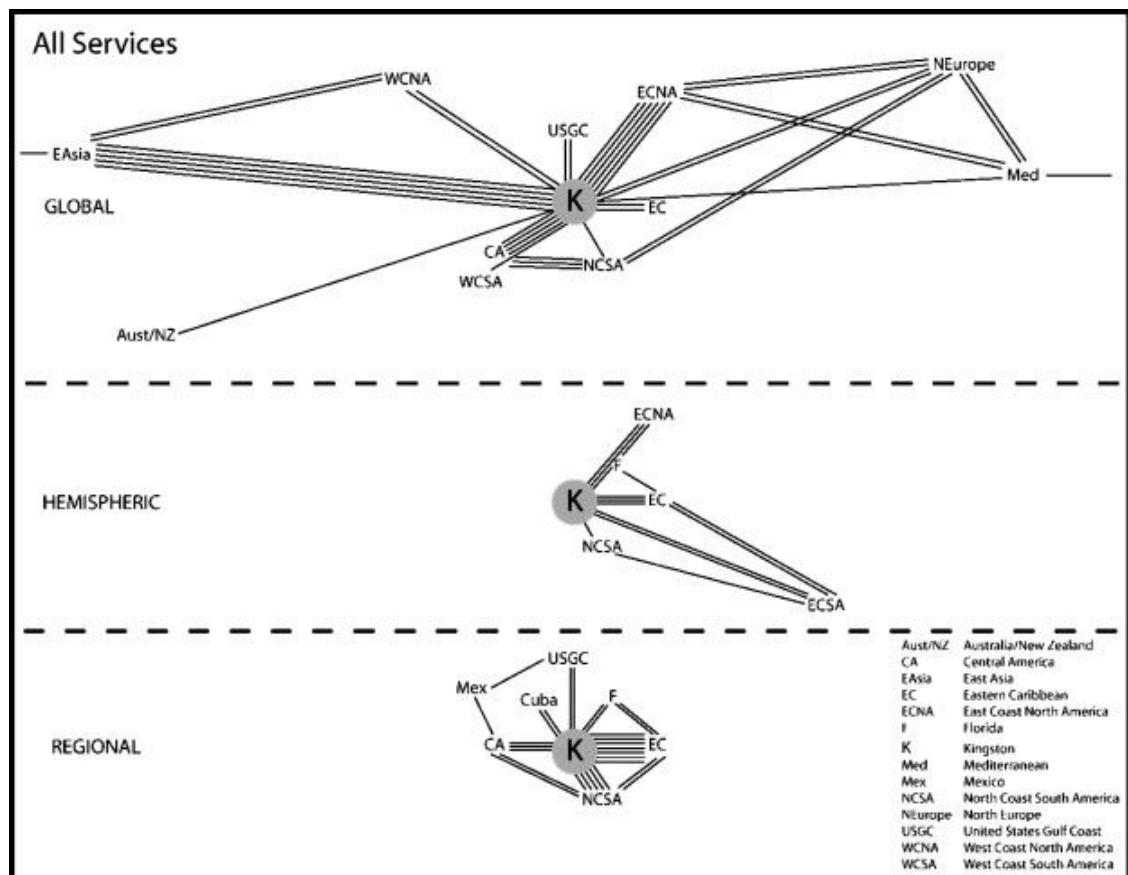 All Services
WCNA
NEurope
ECNA
USGC
EAsia
Med
GLOBAL
K
EC
CA
NCSA
WCSA
Aust/NZ
ECNA
F
HEMISPHERIC
K
EC
NCSA
ECSA
USGC
Mex
Cuba
F
REGIONAL
CA
K
EC
NCSA
Aust/NZ Australia/New Zealand
CA Central America
EAsia East Asia
EC Eastern Caribbean
ECNA East Coast North America
F Florida
K Kingston
Med Mediterranean
Mex Mexico
NCSA North Coast South America
NEurope North Europe
USGC United States Gulf Coast
WCNA West Coast North America
WCSA West Coast South America